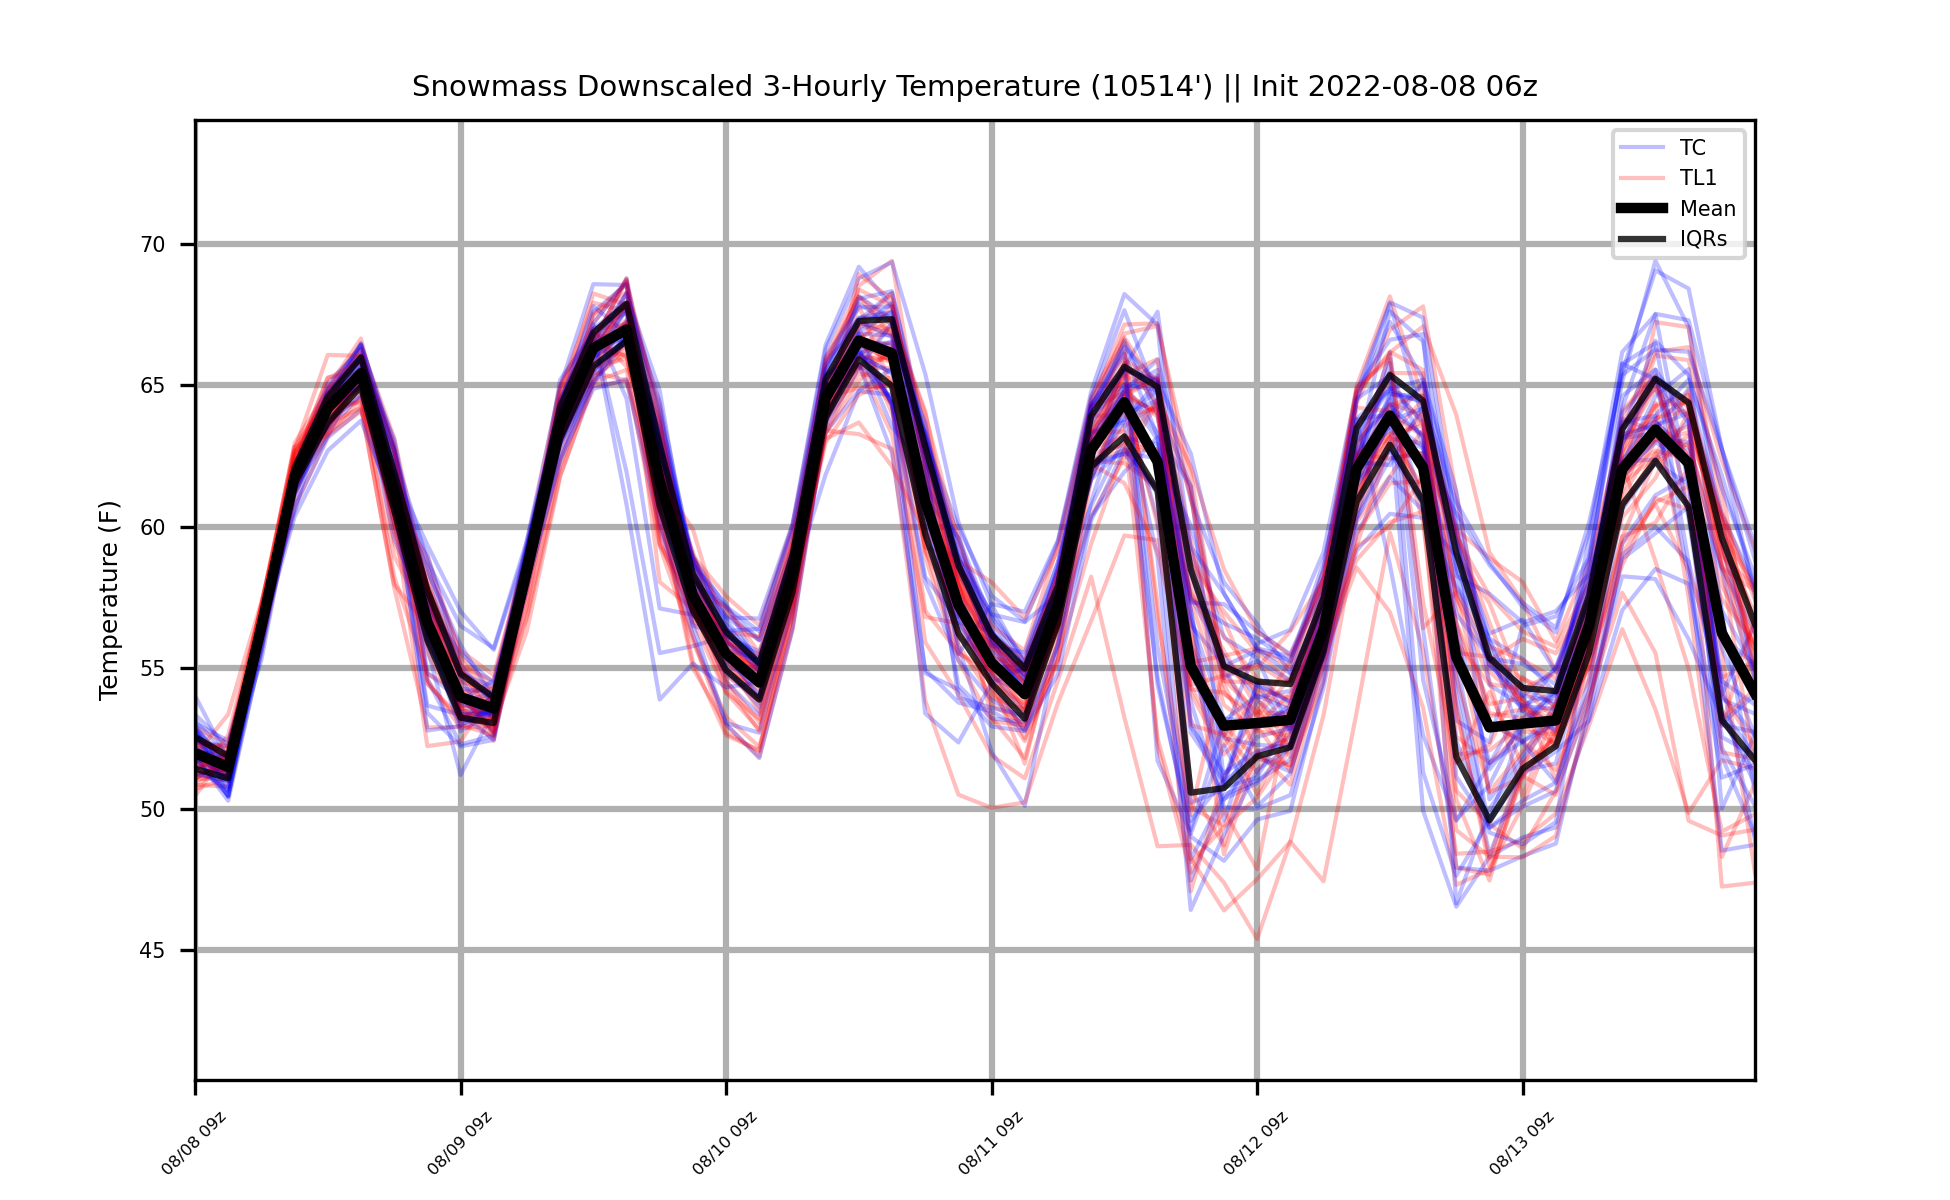 Snowmass Downscaled 3-Hourly Temperature (10514') || Init 2022-08-08 06z
TC
TL1
Mean
IQRs
Temperature (F)
70
65
60
55
50
45
08/08 09z
08/09 09z
08/10 09z
08/11 09z
08/12 09z
08/13 09z